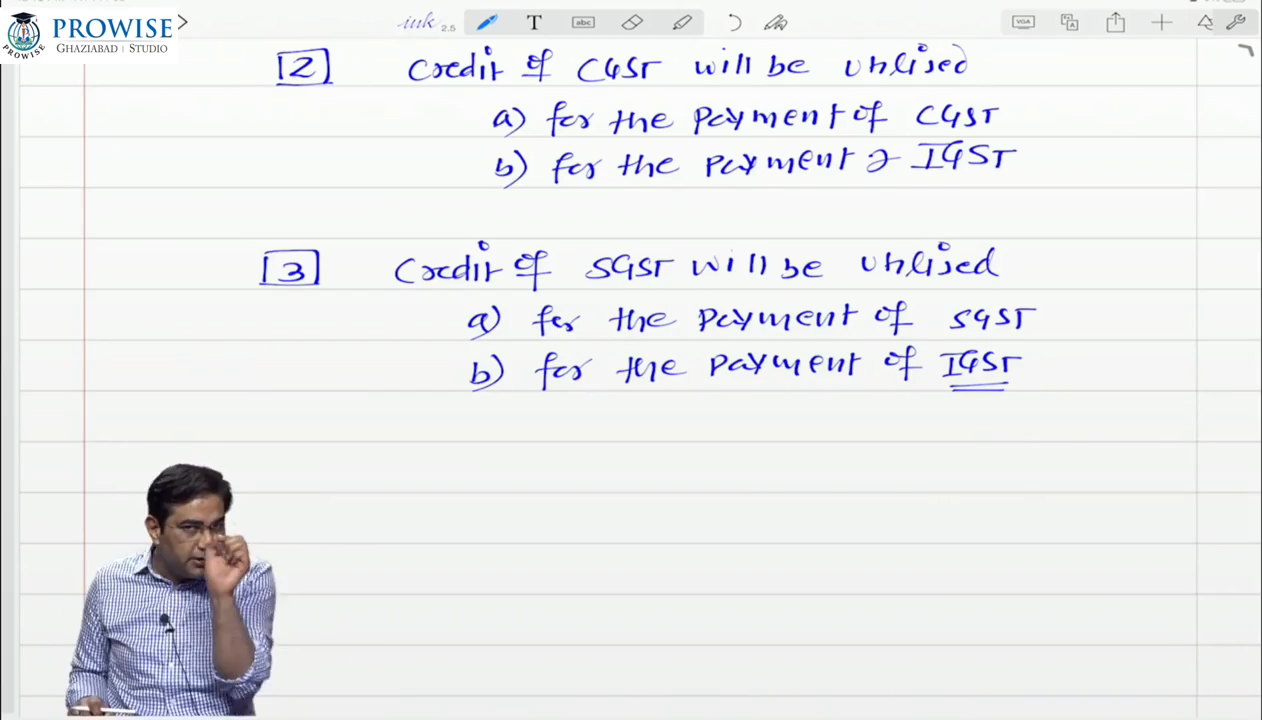 PROWISE
GHAZIABAD | STUDIO
PROWISE
ink 2.5 T abc VGA
[2] Credit of CGST will be utilised
a) for the payment of CGST
b) for the payment of IGST
[3] Credit of SGST will be utilised
a) for the payment of SGST
b) for the payment of IGST